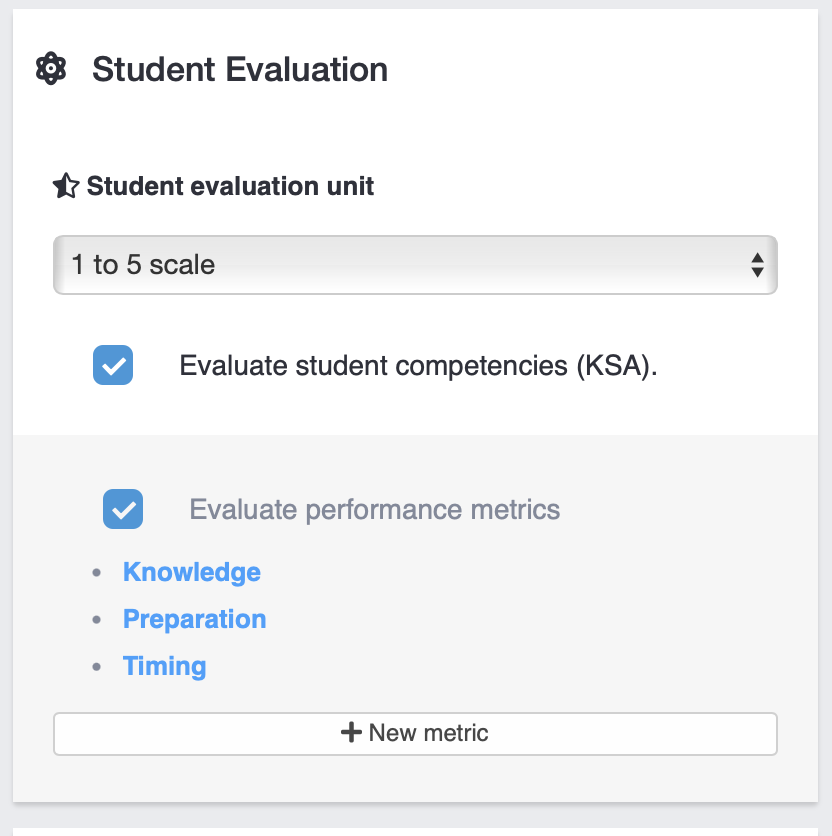 Student Evaluation
Student evaluation unit
1 to 5 scale
Evaluate student competencies (KSA).
Evaluate performance metrics
Knowledge
Preparation
Timing
New metric